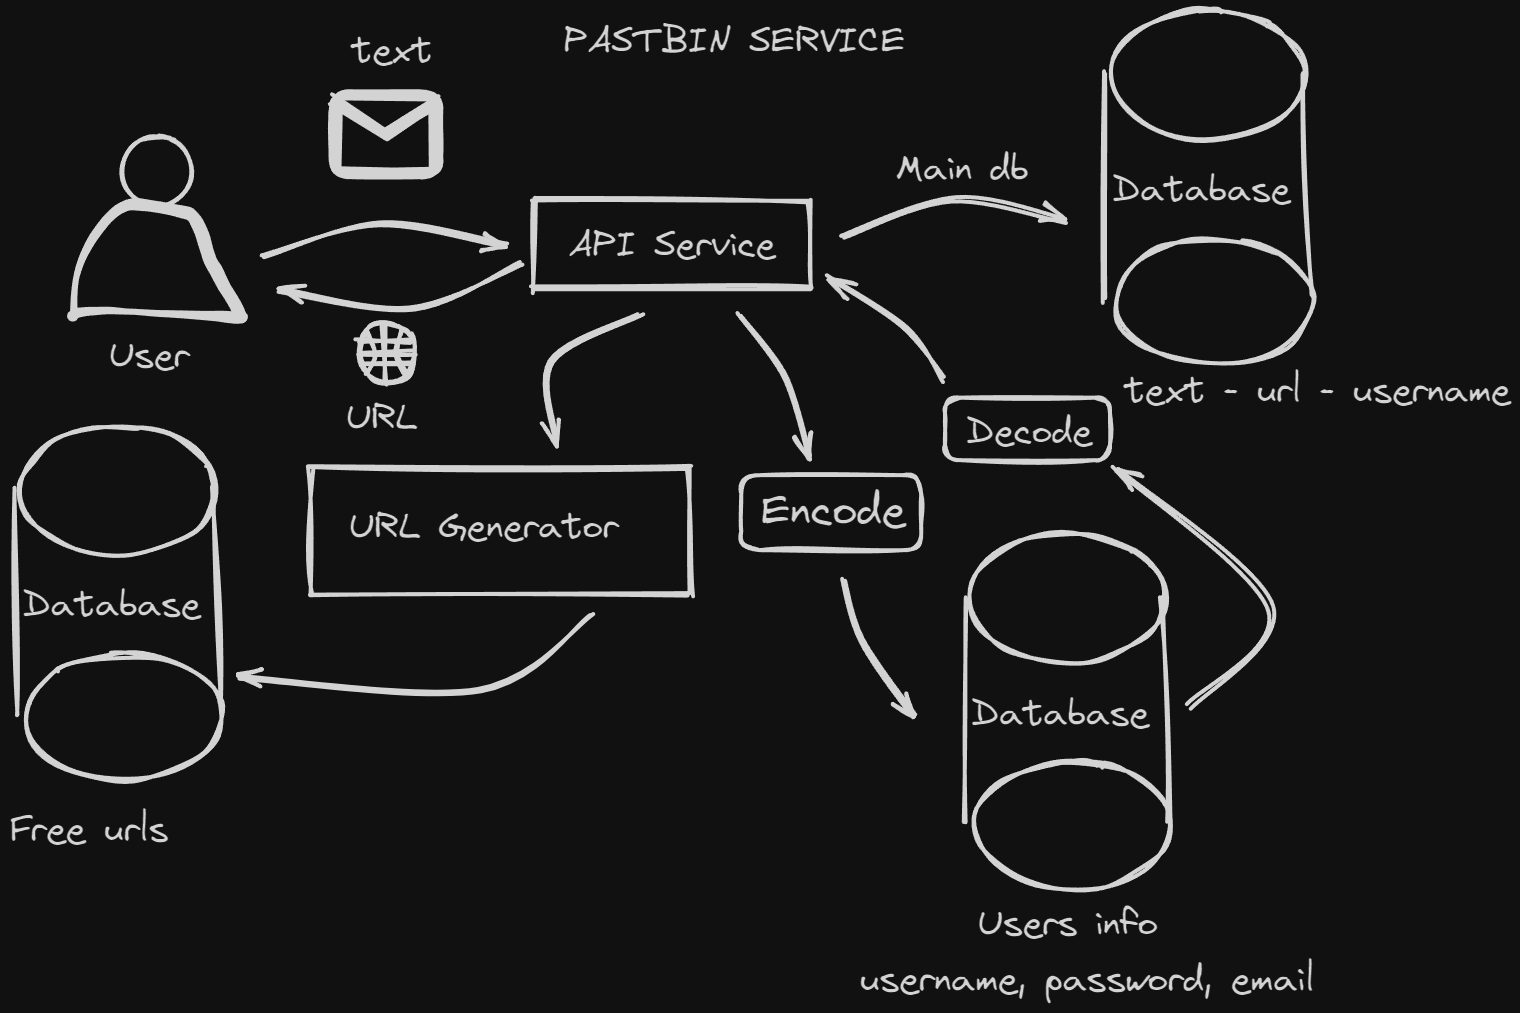 PASTBIN SERVICE
text
Main db
Database
API Service
User
URL
text - url - username
Decode
Encode
URL Generator
Database
Database
Free urls
Users info
username, password, email